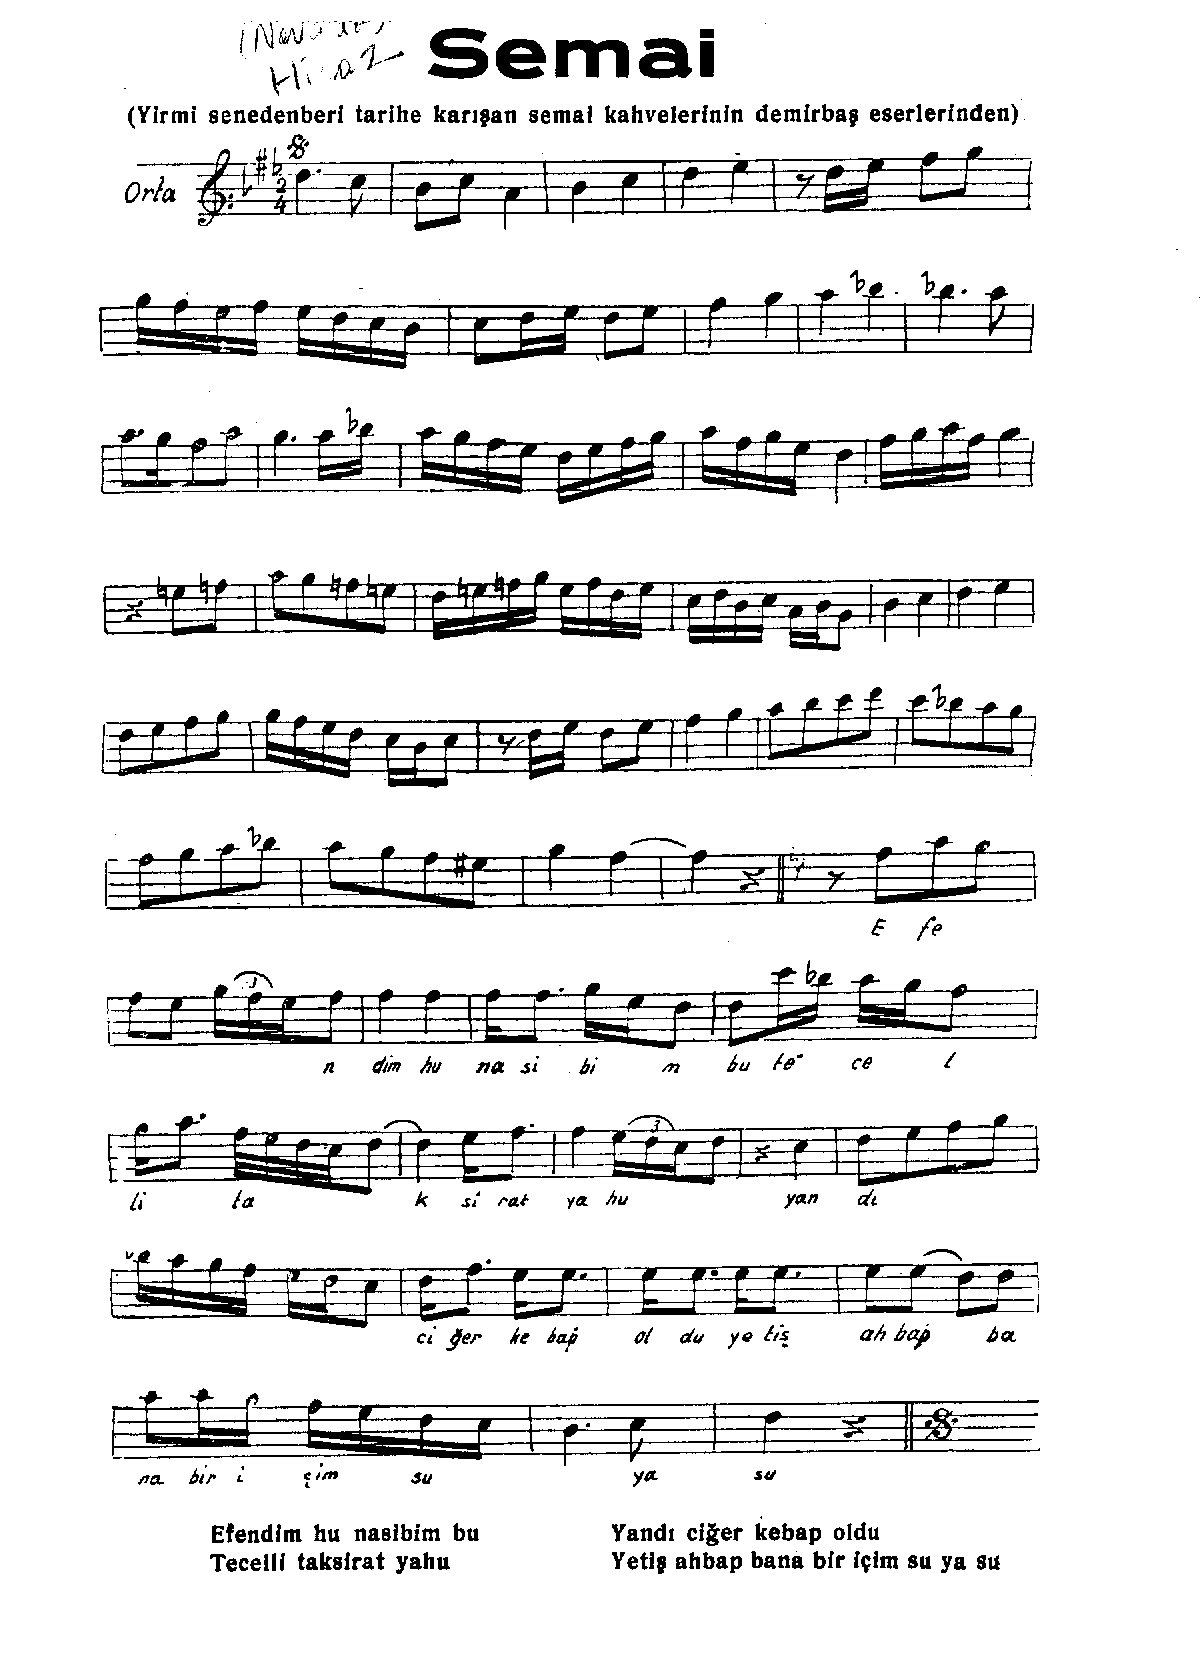 Semai
(Yirmi senedenberi tarihe karışan semai kahvelerinin demirbaş eserlerinden)
Orta
2
4
E fe
3
n dim hu na si bi m bu te ce l
3
li ta k si rat ya hu yan dı
ci ğer ke bap ol du ye tiş ah bap ba
na bir i çim su ya su
Efendim hu nasibim bu
Tecelli taksirat yahu
Yandı ciğer kebap oldu
Yetiş ahbap bana bir içim su ya su